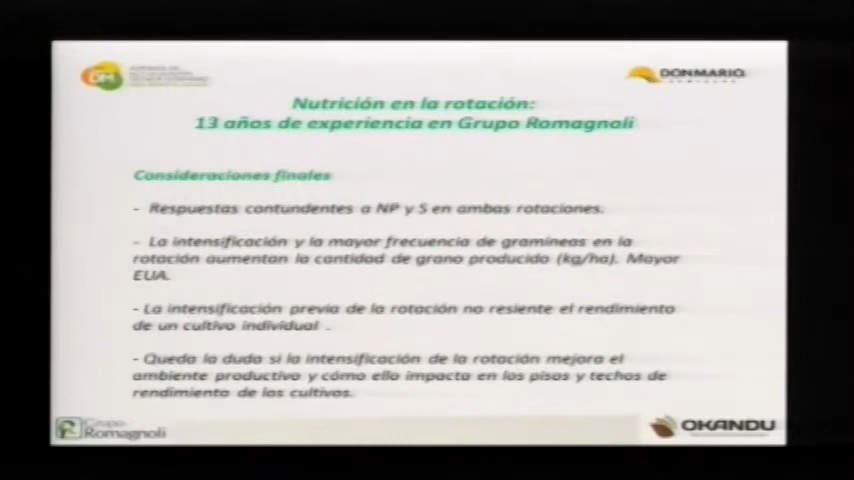 DM
DONMARIO
Nutrición en la rotación:
13 años de experiencia en Grupo Romagnoli
Consideraciones finales
- Respuestas contundentes a NP y S en ambas rotaciones.
- La intensificación y la mayor frecuencia de gramíneas en la
rotación aumentan la cantidad de grano producido (kg/ha). Mayor
EUA.
- La intensificación previa de la rotación no resiente el rendimiento
de un cultivo individual .
- Queda la duda si la intensificación de la rotación mejora el
ambiente productivo y cómo ello impacta en los pisos y techos de
rendimiento de los cultivos.
Grupo
Romagnoli
OKANDU